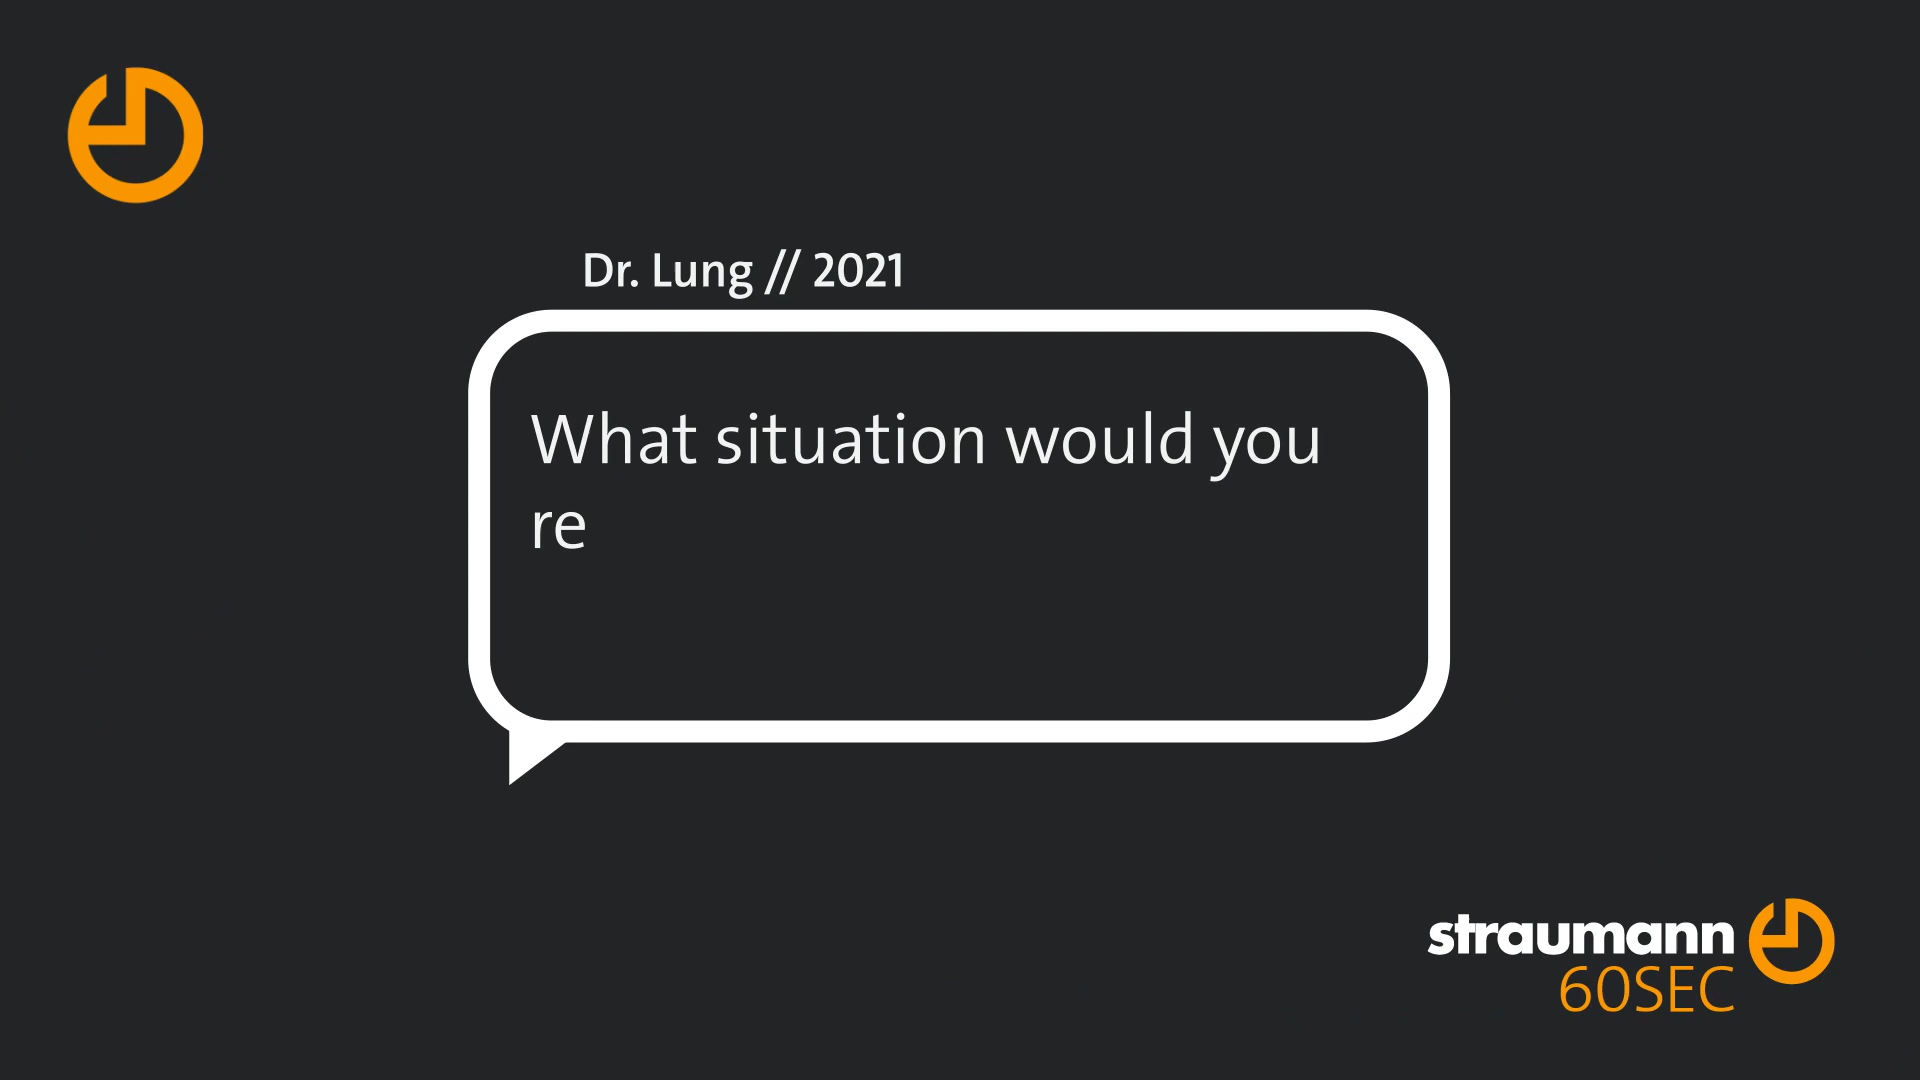 Dr. Lung // 2021
What situation would you
re
straumann
60SEC